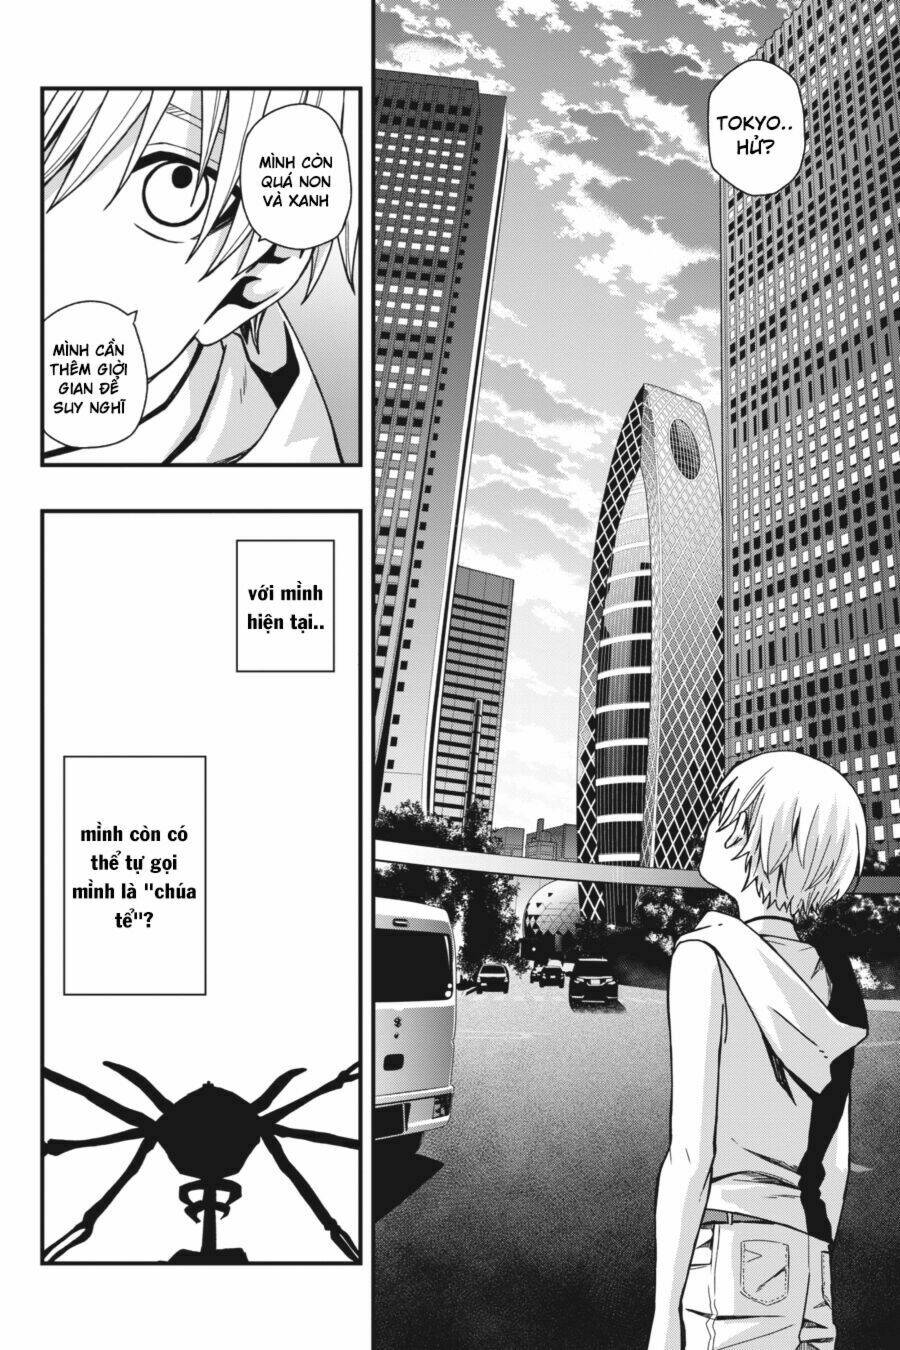 TOKYO..
HỬ?
MÌNH CÒN
QUÁ NON
VÀ XANH
MÌNH CẦN
THÊM GIỜI
GIAN ĐỂ
SUY NGHĨ
với mình
hiện tại..
mình còn có
thể tự gọi
mình là "chúa
tể"?